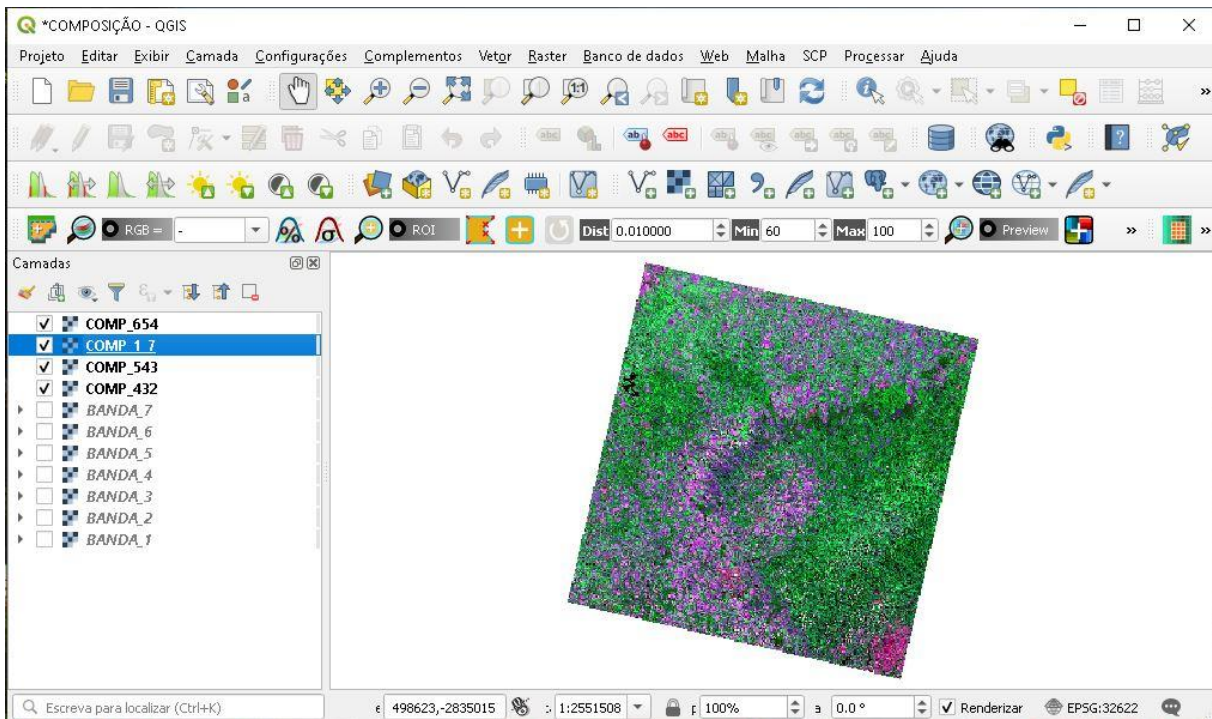 *COMPOSIÇÃO - QGIS
Projeto Editar Exibir Camada Configurações Complementos Vetor Raster Banco de dados Web Malha SCP Processar Ajuda
RGB = - ROI Dist 0.010000 Min 60 Max 100 Preview » »
Camadas
COMP_654
COMP_1_7
COMP_543
COMP_432
BANDA_7
BANDA_6
BANDA_5
BANDA_4
BANDA_3
BANDA_2
BANDA_1
Escreva para localizar (Ctrl+K) 498623,-2835015 1:2551508 100% 0.0 ° Renderizar EPSG:32622